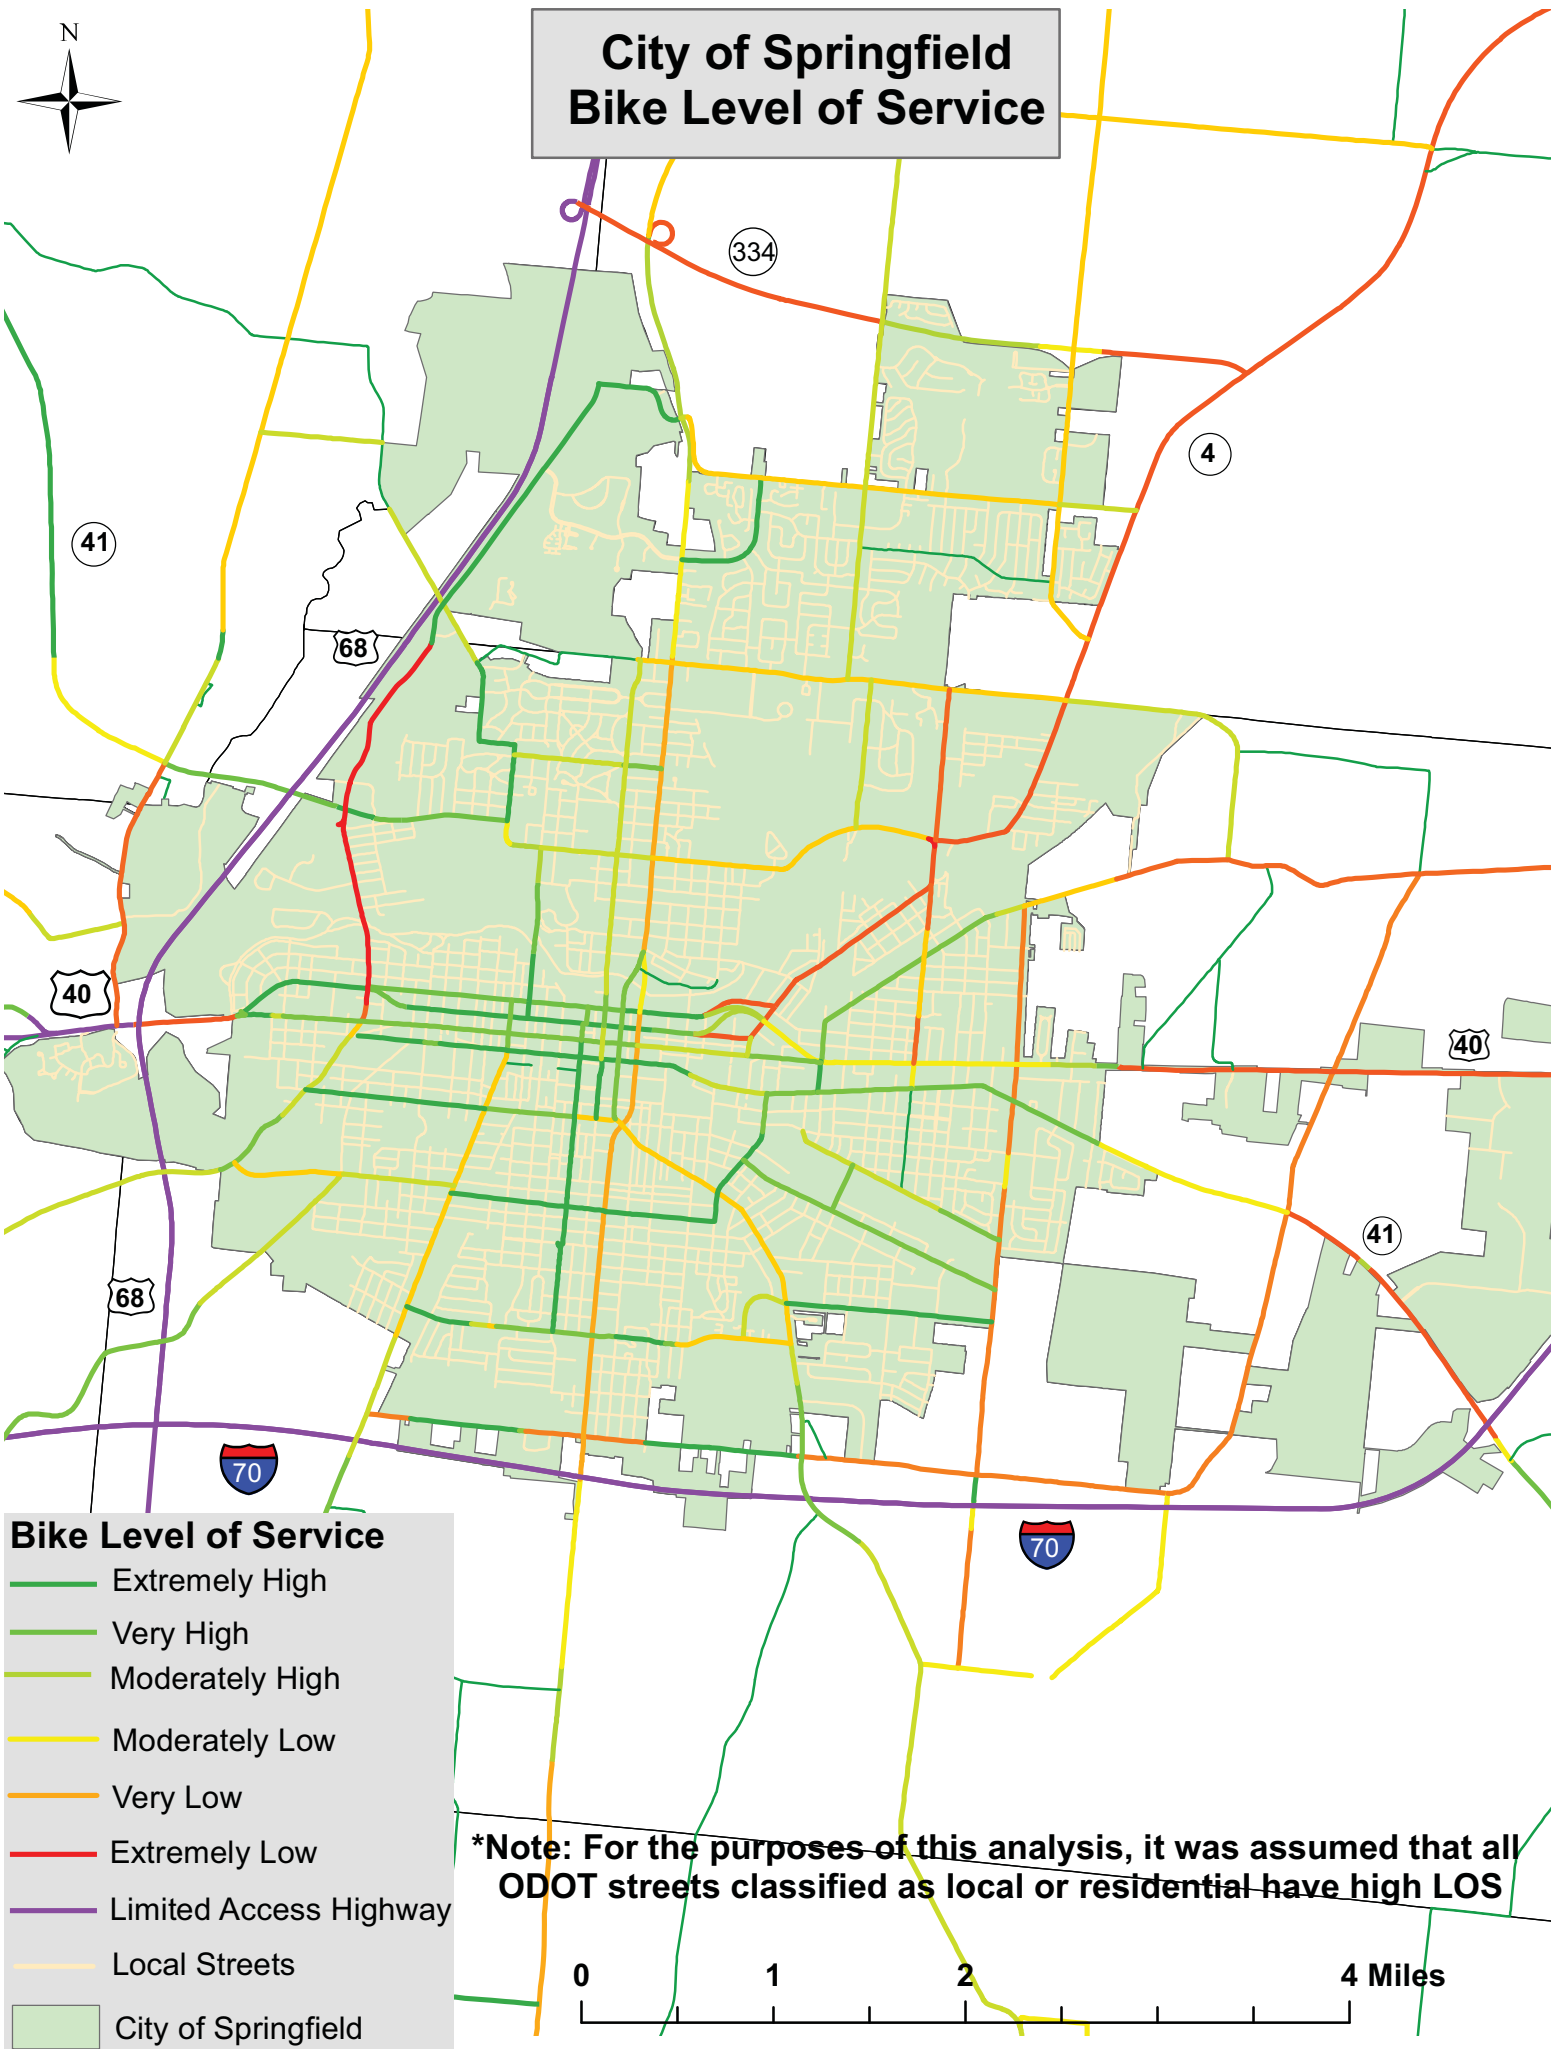 N
City of Springfield
Bike Level of Service
334
4
41
68
40
40
41
68
70
70
Bike Level of Service
Extremely High
Very High
Moderately High
Moderately Low
Very Low
Extremely Low
Limited Access Highway
Local Streets
City of Springfield
*Note: For the purposes of this analysis, it was assumed that all
ODOT streets classified as local or residential have high LOS
0 1 2 4 Miles